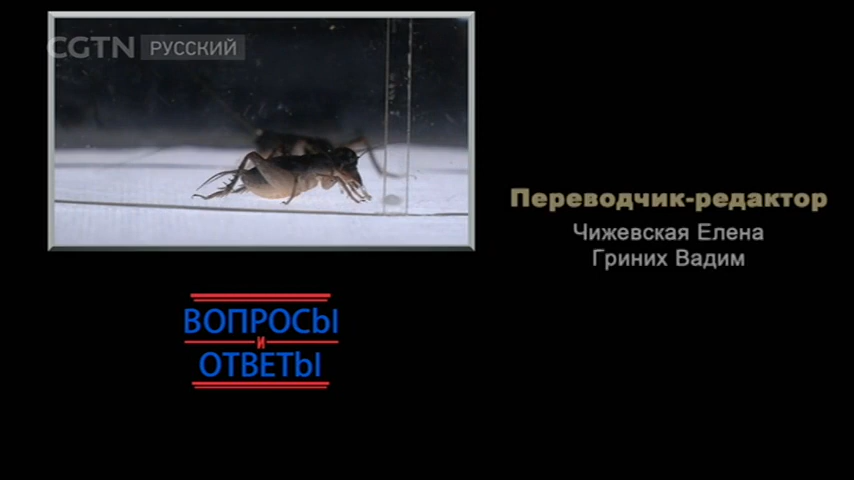 CGTN РУССКИЙ
Переводчик-редактор
Чижевская Елена
Гриних Вадим
ВОПРОСЫ
И
ОТВЕТЫ